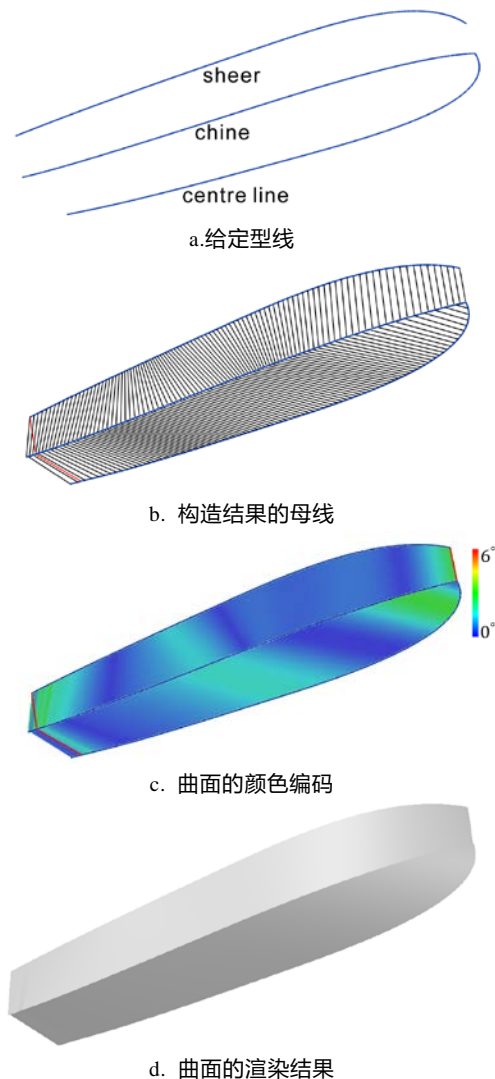 sheer
chine
centre line
a.给定型线
b. 构造结果的母线
6°
0°
c. 曲面的颜色编码
d. 曲面的渲染结果